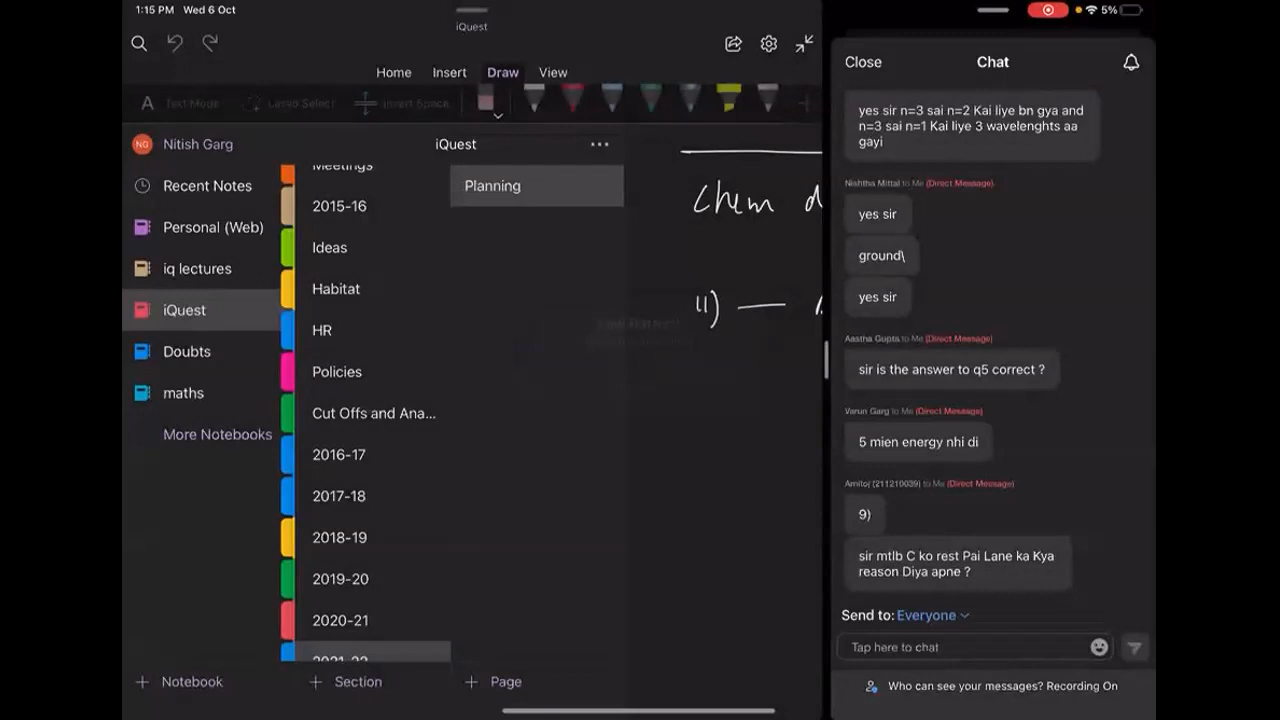 1:15 PM Wed 6 Oct
5%
iQuest
Home Insert Draw View
A Text Mode Lasso Select Insert Space
NG Nitish Garg
Recent Notes
Personal (Web)
iq lectures
iQuest
Doubts
maths
More Notebooks
+ Notebook
Meetings
2015-16
Ideas
Habitat
HR
Policies
Cut Offs and Ana...
2016-17
2017-18
2018-19
2019-20
2020-21
2021-22
+ Section
iQuest ...
Planning
+ Page
Chem d
11) —
Close Chat
yes sir n=3 sai n=2 Kai liye bn gya and
n=3 sai n=1 Kai liye 3 wavelenghts aa
gayi
Nishtha Mittal to Me (Direct Message)
yes sir
ground\
yes sir
Aastha Gupta to Me (Direct Message)
sir is the answer to q5 correct ?
Varun Garg to Me (Direct Message)
5 mien energy nhi di
Amitoj (211210039) to Me (Direct Message)
9)
sir mtlb C ko rest Pai Lane ka Kya
reason Diya apne ?
Send to: Everyone
Tap here to chat
Who can see your messages? Recording On